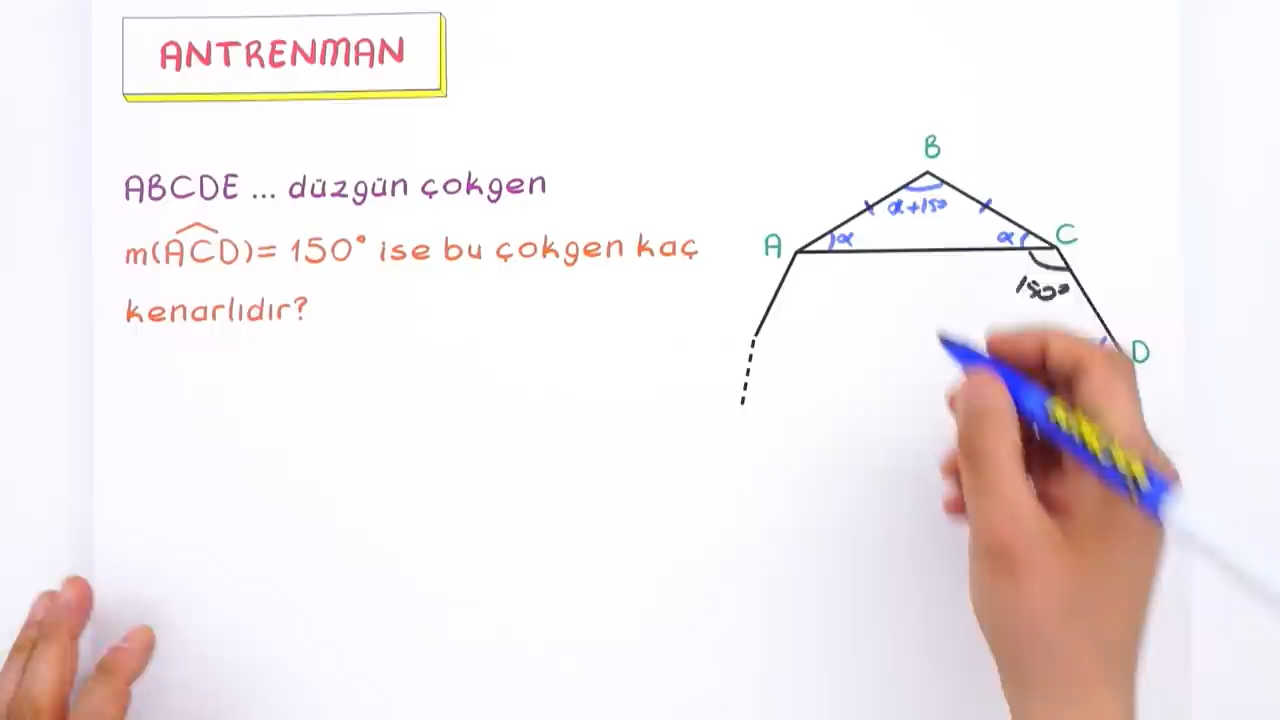 ANTRENMAN
ABCDE ... düzgün çokgen
m(ACD)= 150° ise bu çokgen kaç
kenarlıdır?
B
α+150
A
α
α
C
150°
D